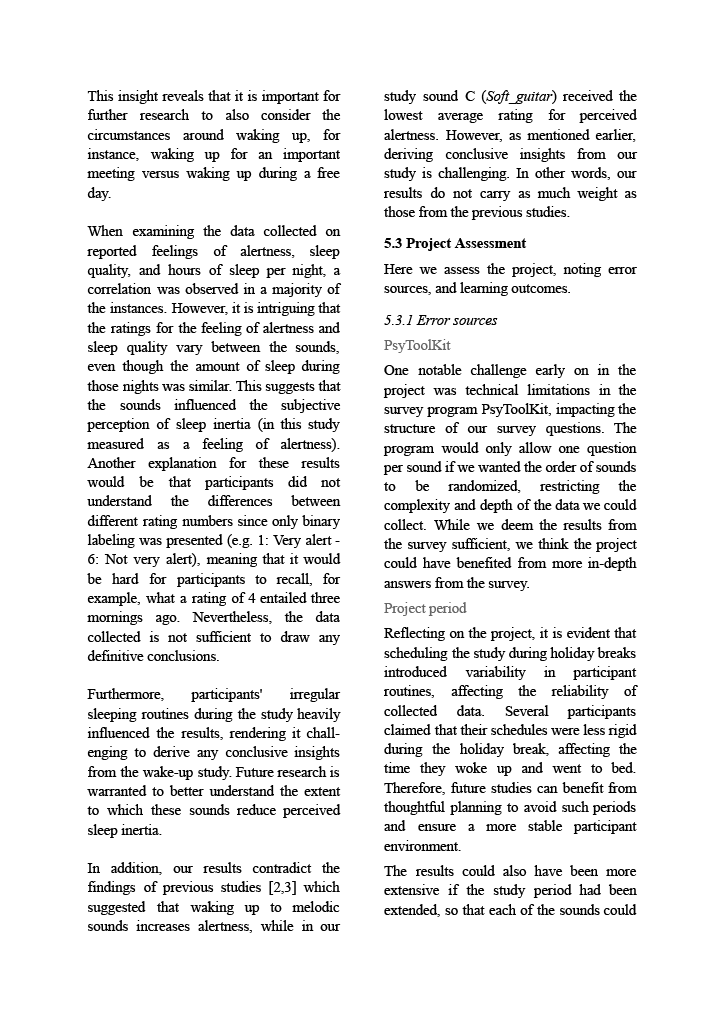 This insight reveals that it is important for
further research to also consider the
circumstances around waking up, for
instance, waking up for an important
meeting versus waking up during a free
day.
When examining the data collected on
reported feelings of alertness, sleep
quality, and hours of sleep per night, a
correlation was observed in a majority of
the instances. However, it is intriguing that
the ratings for the feeling of alertness and
sleep quality vary between the sounds,
even though the amount of sleep during
those nights was similar. This suggests that
the sounds influenced the subjective
perception of sleep inertia (in this study
measured as a feeling of alertness).
Another explanation for these results
would be that participants did not
understand the differences between
different rating numbers since only binary
labeling was presented (e.g. 1: Very alert -
6: Not very alert), meaning that it would
be hard for participants to recall, for
example, what a rating of 4 entailed three
mornings ago. Nevertheless, the data
collected is not sufficient to draw any
definitive conclusions.
Furthermore, participants' irregular
sleeping routines during the study heavily
influenced the results, rendering it chall-
enging to derive any conclusive insights
from the wake-up study. Future research is
warranted to better understand the extent
to which these sounds reduce perceived
sleep inertia.
In addition, our results contradict the
findings of previous studies [2,3] which
suggested that waking up to melodic
sounds increases alertness, while in our
study sound C (Soft_guitar) received the
lowest average rating for perceived
alertness. However, as mentioned earlier,
deriving conclusive insights from our
study is challenging. In other words, our
results do not carry as much weight as
those from the previous studies.
5.3 Project Assessment
Here we assess the project, noting error
sources, and learning outcomes.
5.3.1 Error sources
PsyToolKit
One notable challenge early on in the
project was technical limitations in the
survey program PsyToolKit, impacting the
structure of our survey questions. The
program would only allow one question
per sound if we wanted the order of sounds
to be randomized, restricting the
complexity and depth of the data we could
collect. While we deem the results from
the survey sufficient, we think the project
could have benefited from more in-depth
answers from the survey.
Project period
Reflecting on the project, it is evident that
scheduling the study during holiday breaks
introduced variability in participant
routines, affecting the reliability of
collected data. Several participants
claimed that their schedules were less rigid
during the holiday break, affecting the
time they woke up and went to bed.
Therefore, future studies can benefit from
thoughtful planning to avoid such periods
and ensure a more stable participant
environment.
The results could also have been more
extensive if the study period had been
extended, so that each of the sounds could